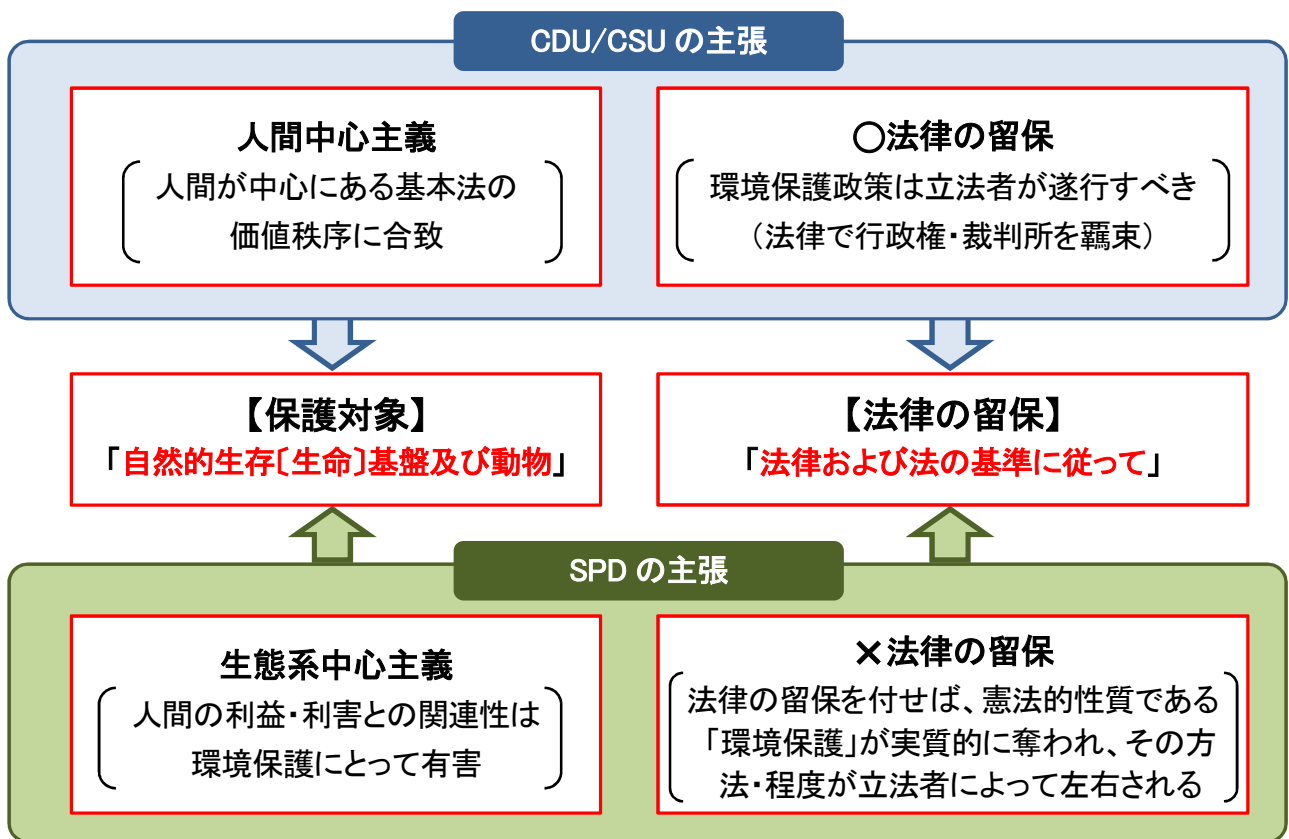 CDU/CSU の主張
人間中心主義
人間が中心にある基本法の
価値秩序に合致
○法律の留保
環境保護政策は立法者が遂行すべき
（法律で行政権・裁判所を羈束）
【保護対象】
「自然的生存〔生命〕基盤及び動物」
【法律の留保】
「法律および法の基準に従って」
SPD の主張
生態系中心主義
人間の利益・利害との関連性は
環境保護にとって有害
×法律の留保
法律の留保を付せば、憲法的性質である
「環境保護」が実質的に奪われ、その方
法・程度が立法者によって左右される